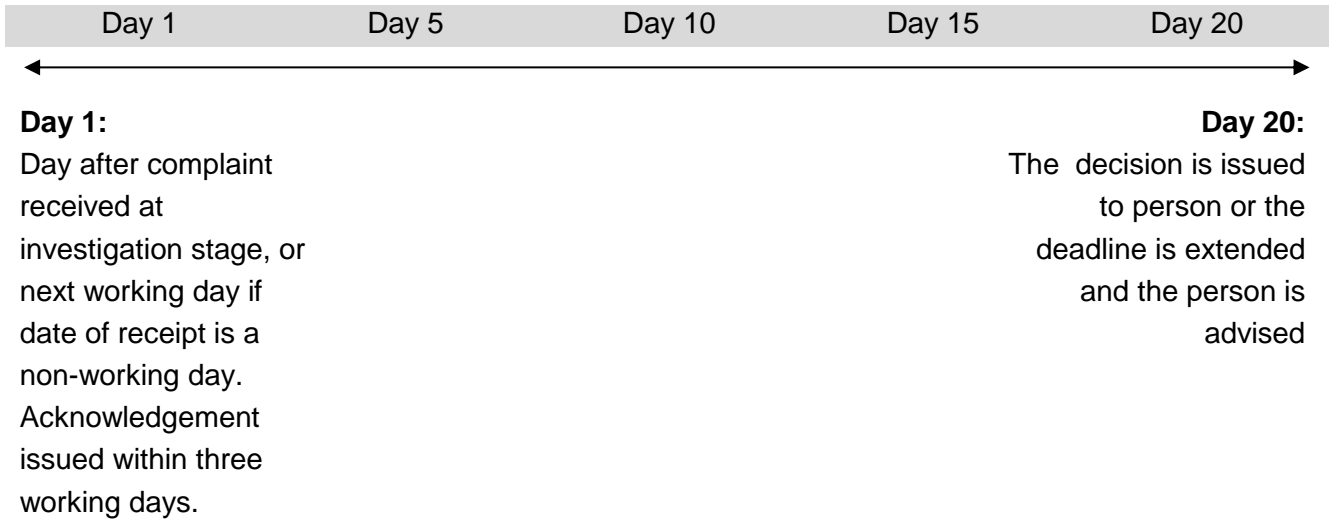 Day 1 Day 5 Day 10 Day 15 Day 20
Day 1:
Day after complaint
received at
investigation stage, or
next working day if
date of receipt is a
non-working day.
Acknowledgement
issued within three
working days.
Day 20:
The decision is issued
to person or the
deadline is extended
and the person is
advised